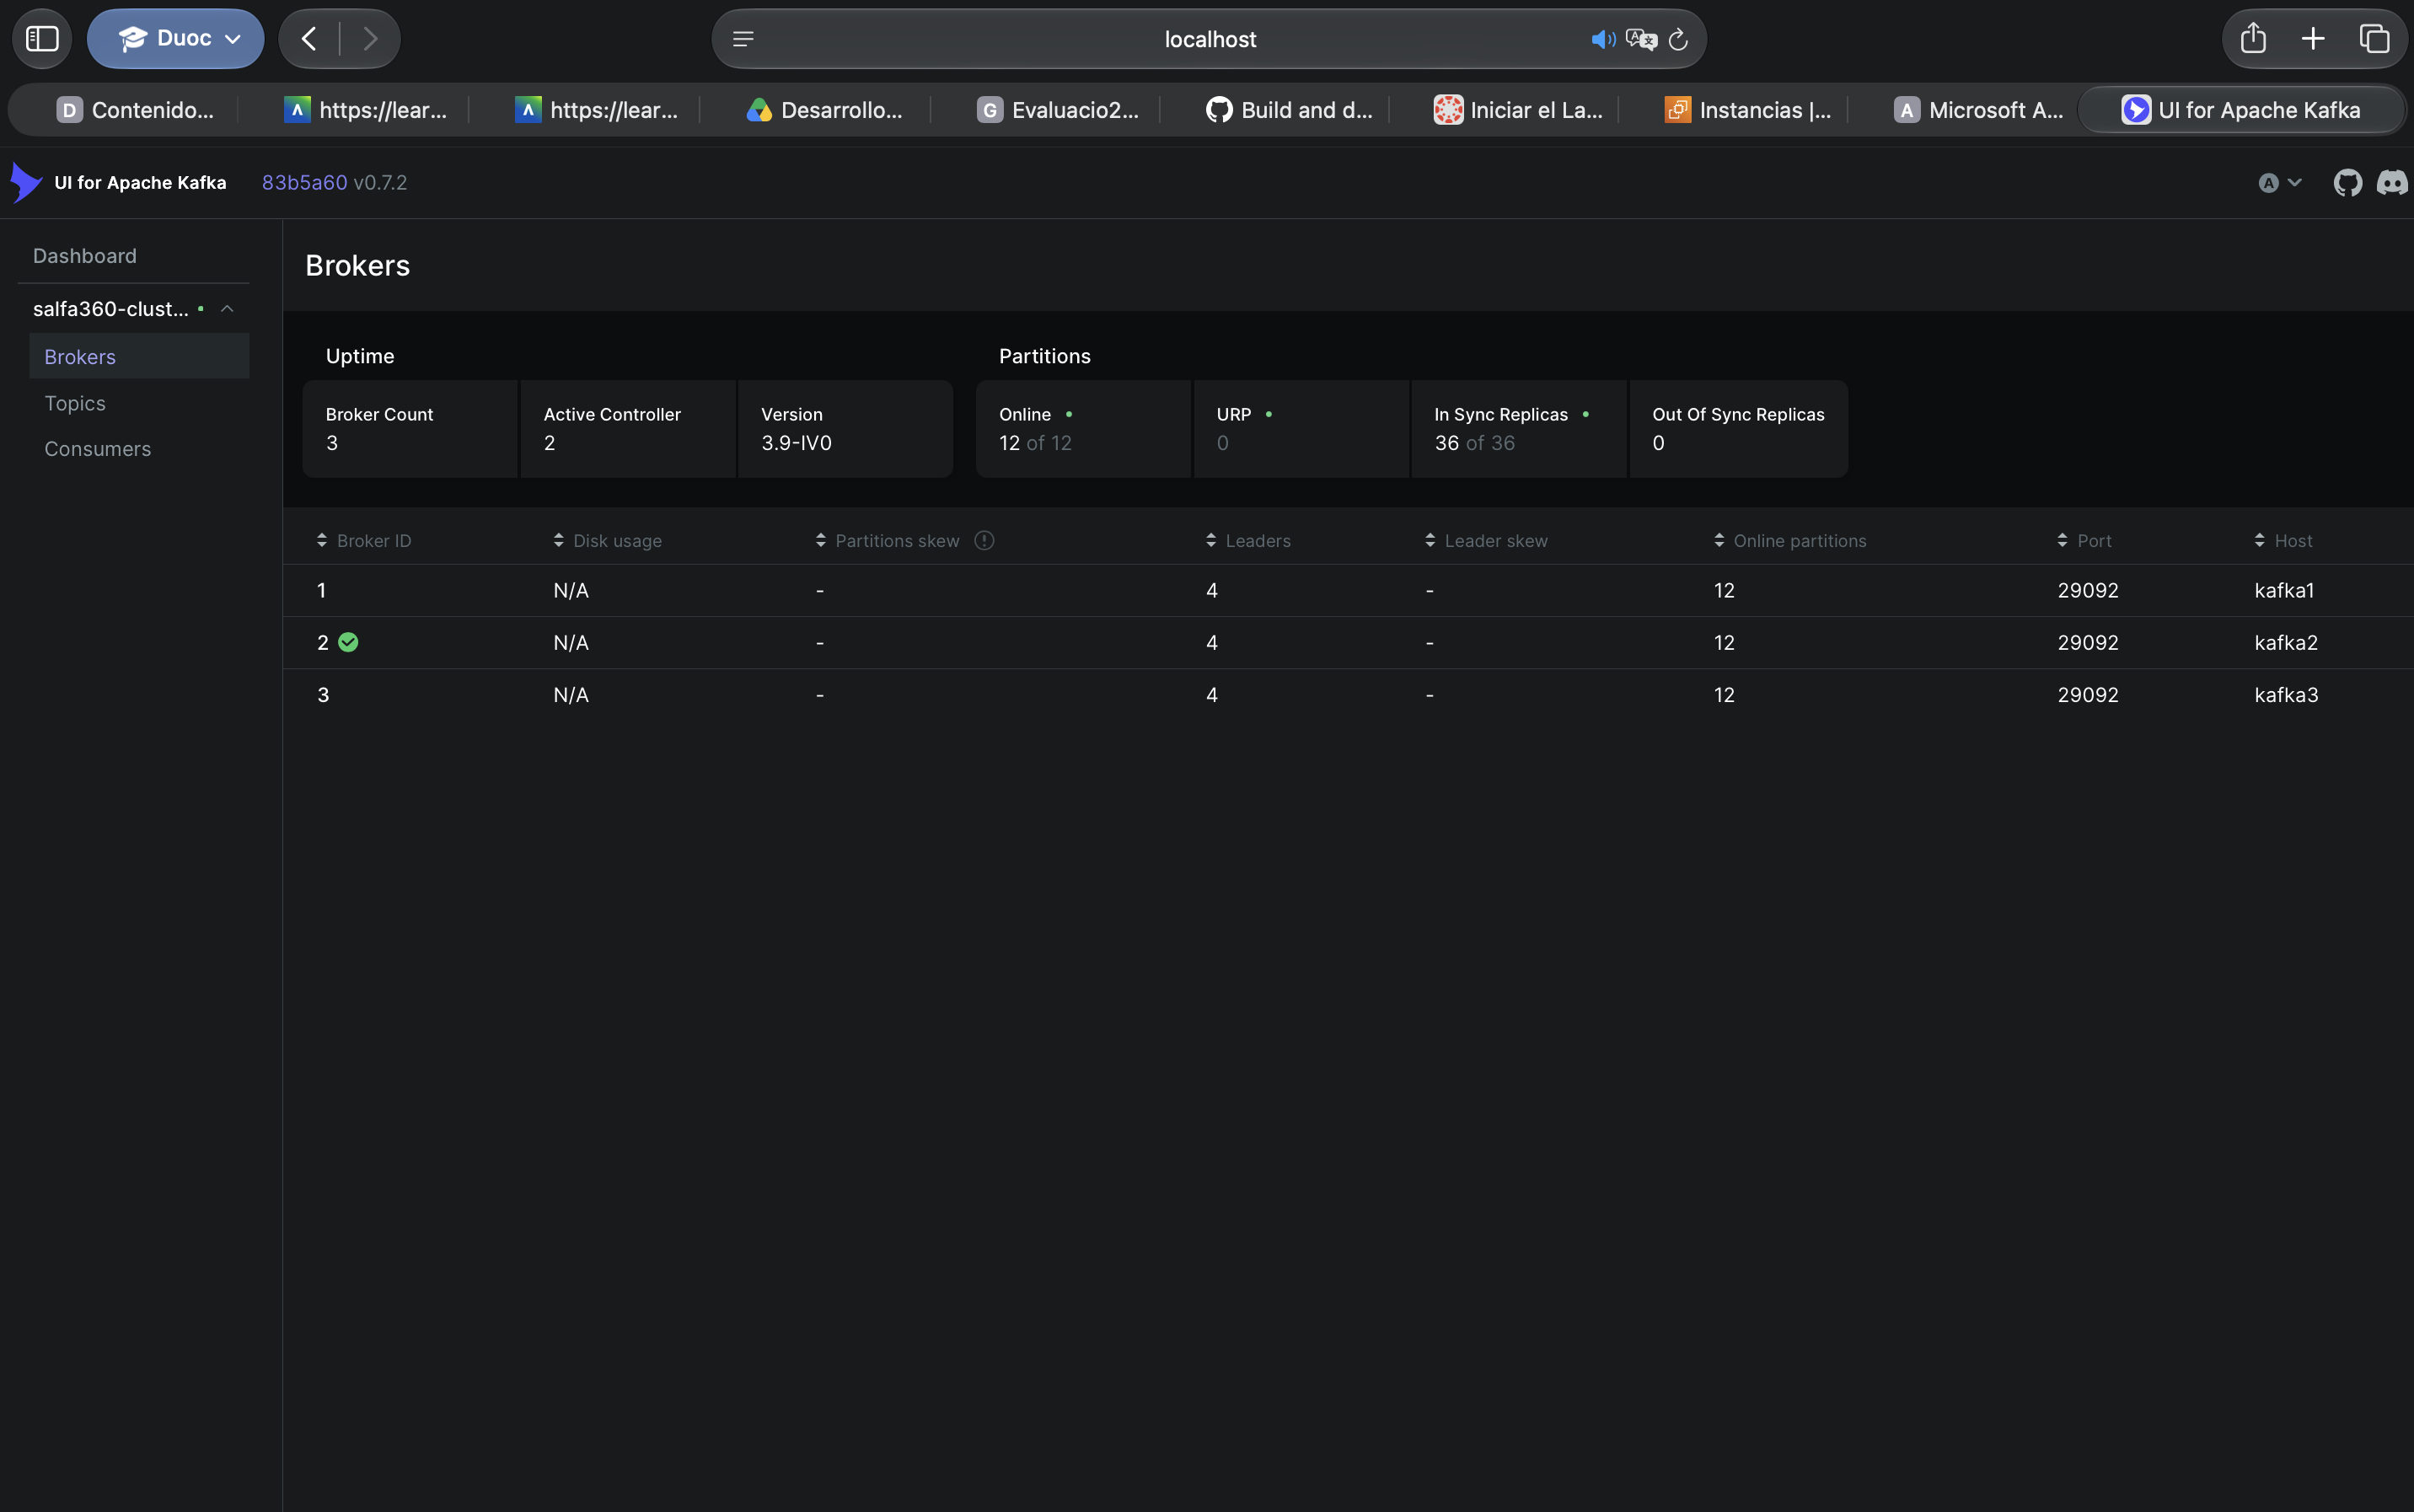 Duoc
localhost
D Contenido...
https://lear...
https://lear...
Desarrollo...
G Evaluacio2...
Build and d...
Iniciar el La...
Instancias |...
A Microsoft A...
UI for Apache Kafka
UI for Apache Kafka 83b5a60 v0.7.2
A
Dashboard
salfa360-clust...
Brokers
Topics
Consumers
Brokers
Uptime
Broker Count
3
Active Controller
2
Version
3.9-IV0
Partitions
Online
12 of 12
URP
0
In Sync Replicas
36 of 36
Out Of Sync Replicas
0
Broker ID Disk usage Partitions skew Leaders Leader skew Online partitions Port Host
1 N/A - 4 - 12 29092 kafka1
2 N/A - 4 - 12 29092 kafka2
3 N/A - 4 - 12 29092 kafka3